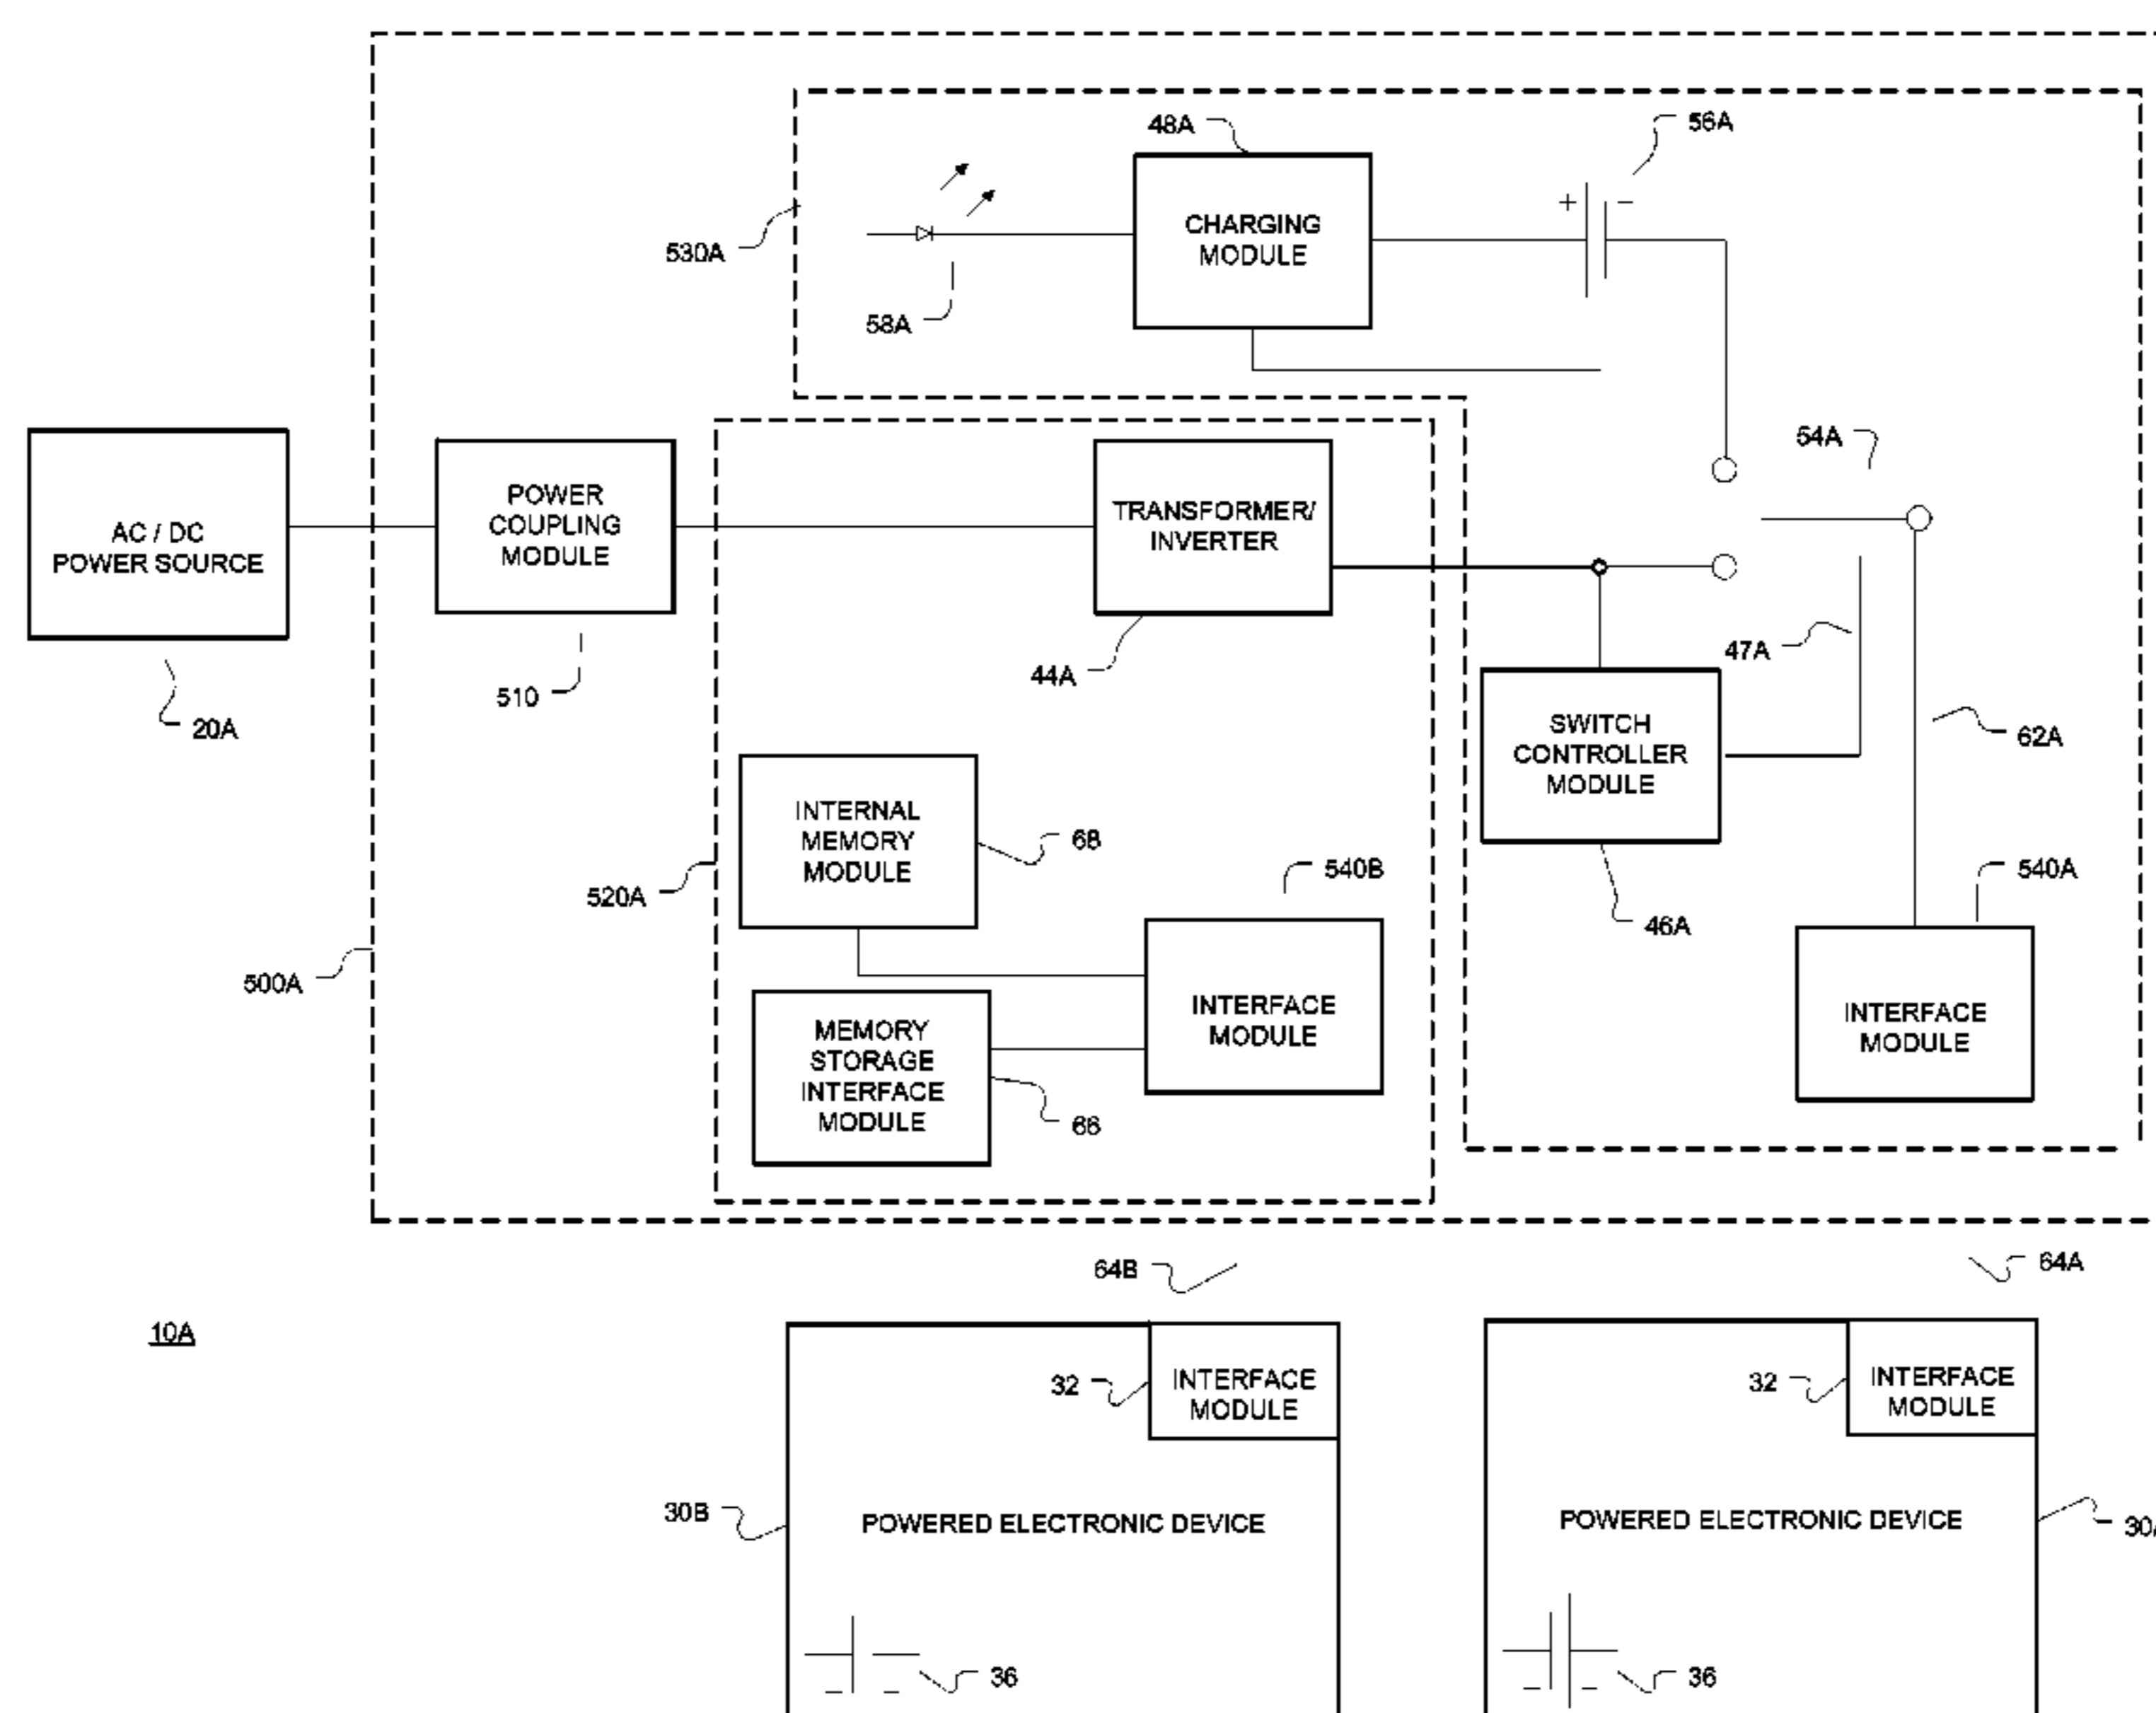 48A
56A
+
−
CHARGING
MODULE
530A
58A
54A
AC / DC
POWER SOURCE
POWER
COUPLING
MODULE
TRANSFORMER/
INVERTER
47A
44A
510
20A
SWITCH
CONTROLLER
MODULE
62A
INTERNAL
MEMORY
MODULE
68
540B
540A
520A
46A
500A
INTERFACE
MODULE
INTERFACE
MODULE
MEMORY
STORAGE
INTERFACE
MODULE
66
64B
64A
10A
32
INTERFACE
MODULE
32
INTERFACE
MODULE
30B
POWERED ELECTRONIC DEVICE
POWERED ELECTRONIC DEVICE
36
36